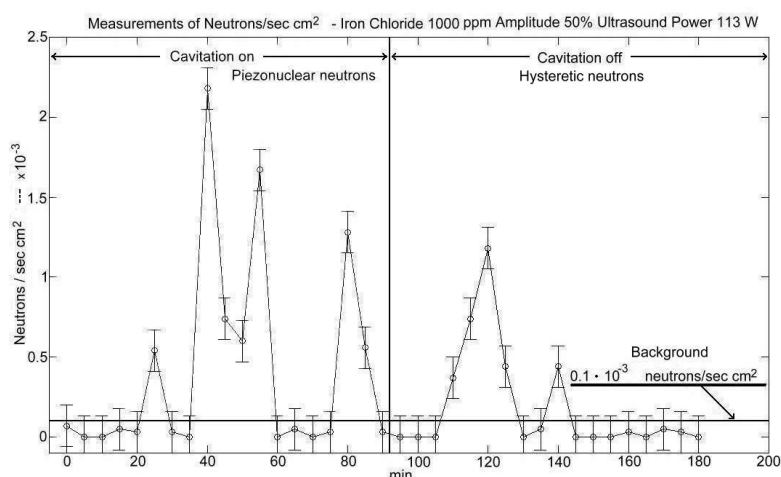 Measurements of Neutrons/sec cm² - Iron Chloride 1000 ppm Amplitude 50% Ultrasound Power 113 W
2.5
2
1.5
1
0.5
0
Neutrons / sec cm² --- x 10⁻³
Cavitation on
Piezonuclear neutrons
Cavitation off
Hysteretic neutrons
Background
0.1 · 10⁻³ neutrons/sec cm²
0 20 40 60 80 100 120 140 160 180 200
min